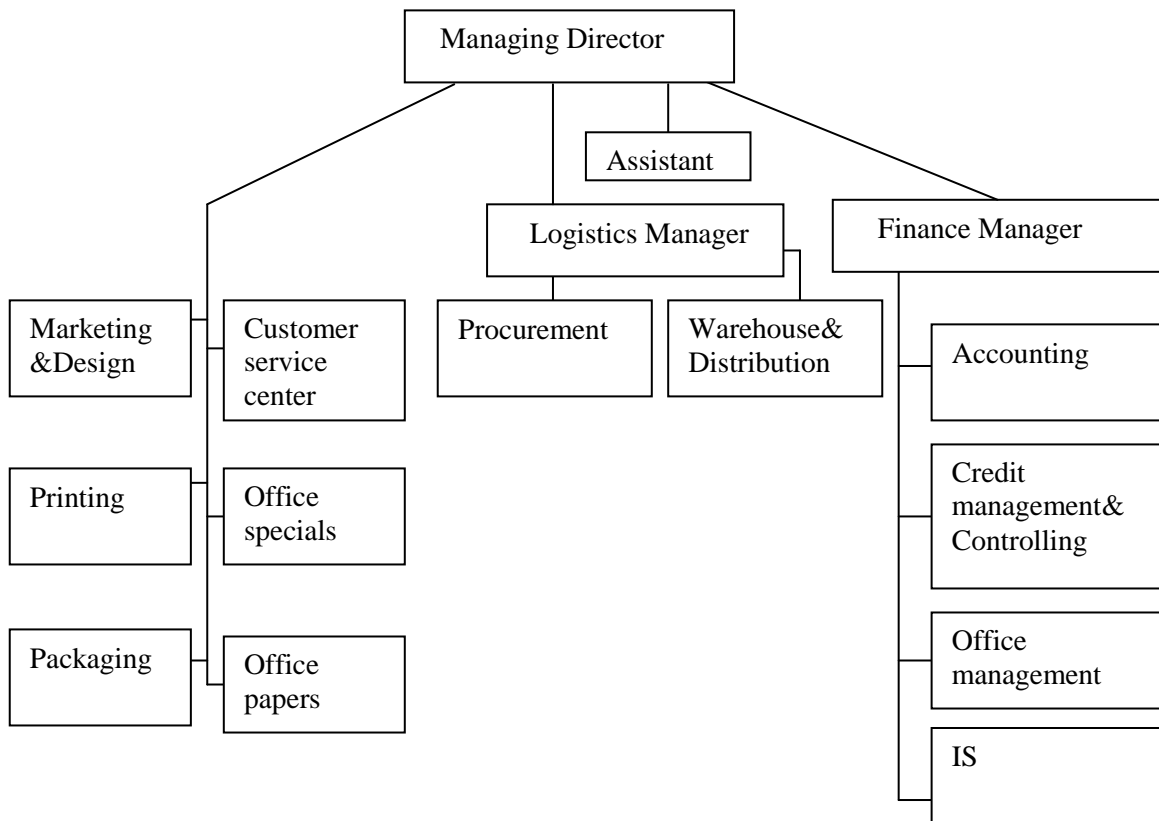 Managing Director
Assistant
Logistics Manager
Finance Manager
Marketing
&Design
Customer
service
center
Procurement
Warehouse&
Distribution
Accounting
Printing
Office
specials
Credit
management&
Controlling
Packaging
Office
papers
Office
management
IS